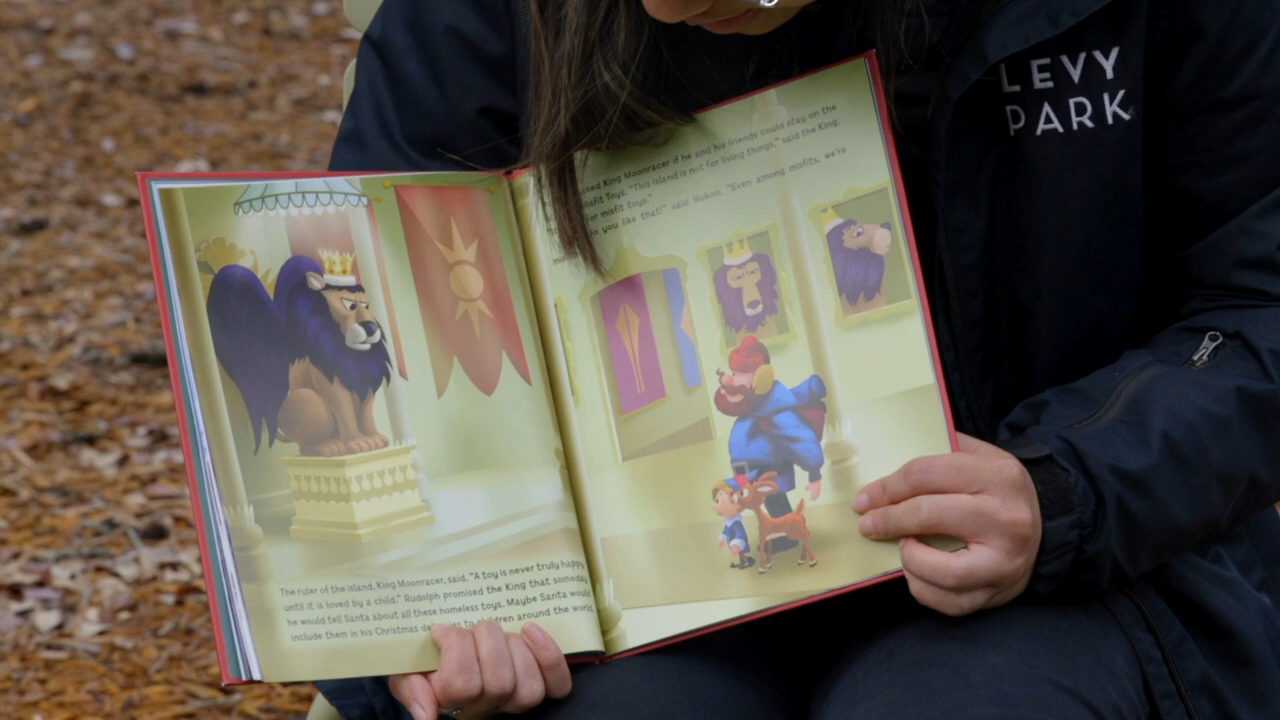 LEVY
PARK
The ruler of the island, King Moonracer, said, "A toy is never truly happy
until it is loved by a child." Rudolph promised the King that someday
he would tell Santa about all these homeless toys. Maybe Santa would
include them in his Christmas to children around the world.
King Moonracer if he and his friends could stay on the
Misfit Toys. "This island is not for living things," said the King.
for misfit toys."
you like that!" said Yukon. "Even among misfits, we're